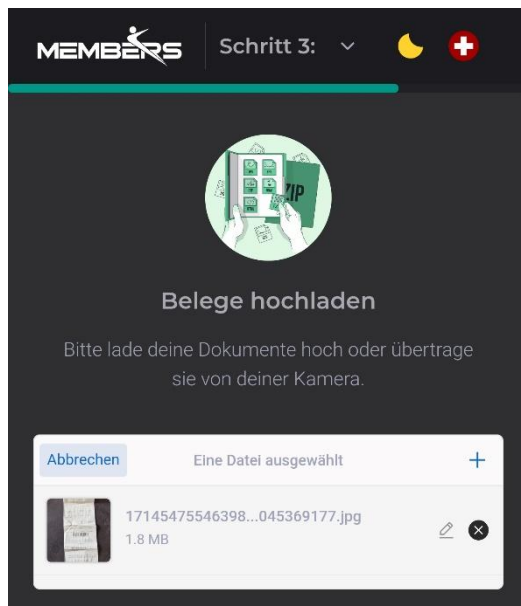 MEMBERS
Schritt 3:
ZIP
Belege hochladen
Bitte lade deine Dokumente hoch oder übertrage
sie von deiner Kamera.
Abbrechen
Eine Datei ausgewählt
17145475546398...045369177.jpg
1.8 MB